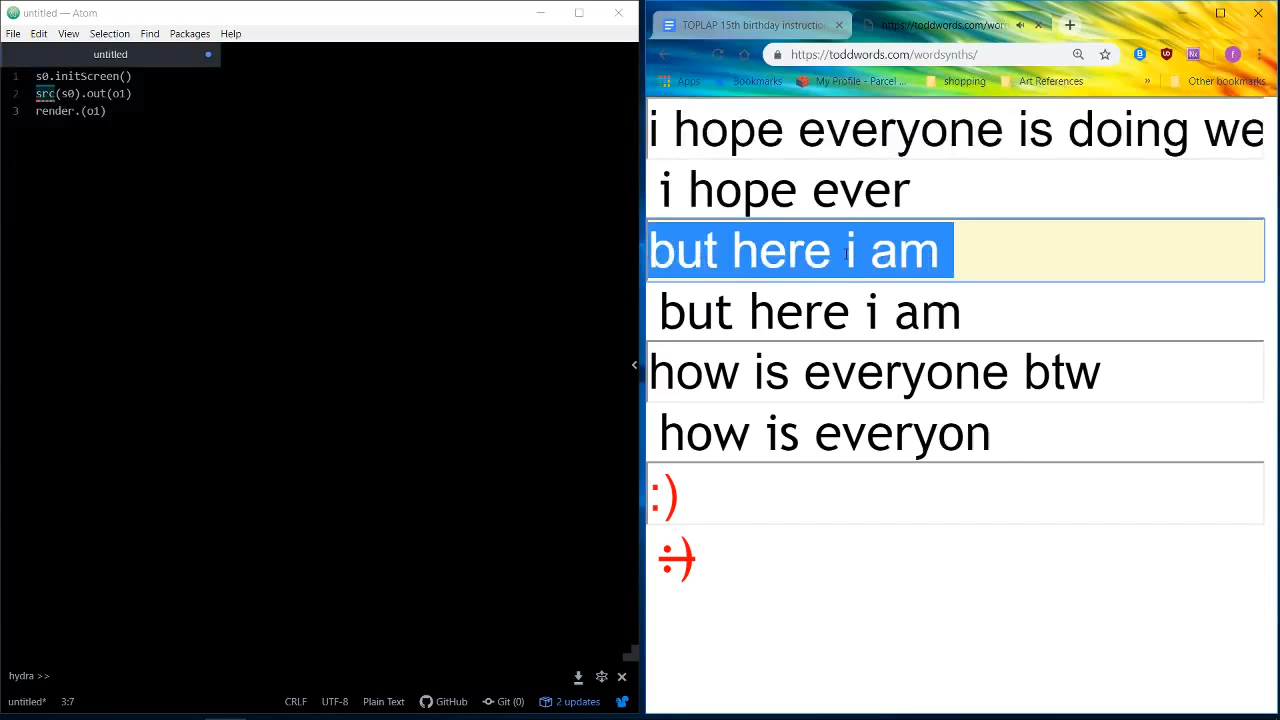 untitled — Atom
File Edit View Selection Find Packages Help
untitled
1 s0.initScreen()
2 src(s0).out(o1)
3 render.(o1)
hydra >>
untitled* 3:7
CRLF UTF-8 Plain Text GitHub Git (0) 2 updates
TOPLAP 15th birthday instructio
https://toddwords.com/wor
https://toddwords.com/wordsynths/
Apps Bookmarks My Profile - Parcel ... shopping Art References » Other bookmarks
i hope everyone is doing we
i hope ever
but here i am
but here i am
how is everyone btw
how is everyon
:)
:)